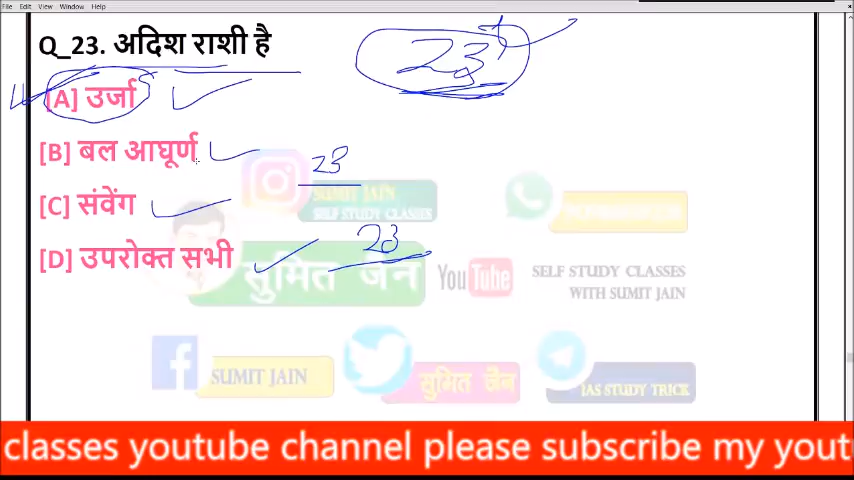 File Edit View Window Help
Q_23. अदिश राशी है
23
[A] उर्जा
[B] बल आघूर्ण
23
[C] संवेंग
SUMIT JAIN
SELF STUDY CLASSES
[D] उपरोक्त सभी
23
सुमित जैन
You Tube
SELF STUDY CLASSES
WITH SUMIT JAIN
SUMIT JAIN
सुमित जैन
IAS STUDY TRICK
classes youtube channel please subscribe my yout